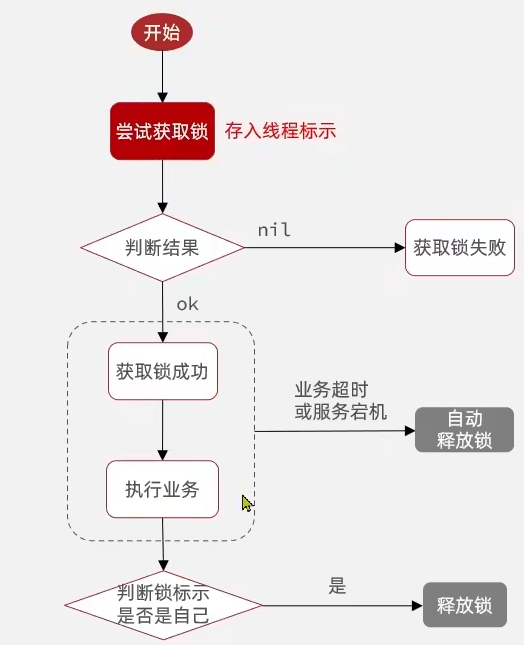 开始
尝试获取锁
存入线程标示
判断结果
nil
获取锁失败
ok
获取锁成功
业务超时
或服务宕机
自动
释放锁
执行业务
判断锁标示
是否是自己
是
释放锁